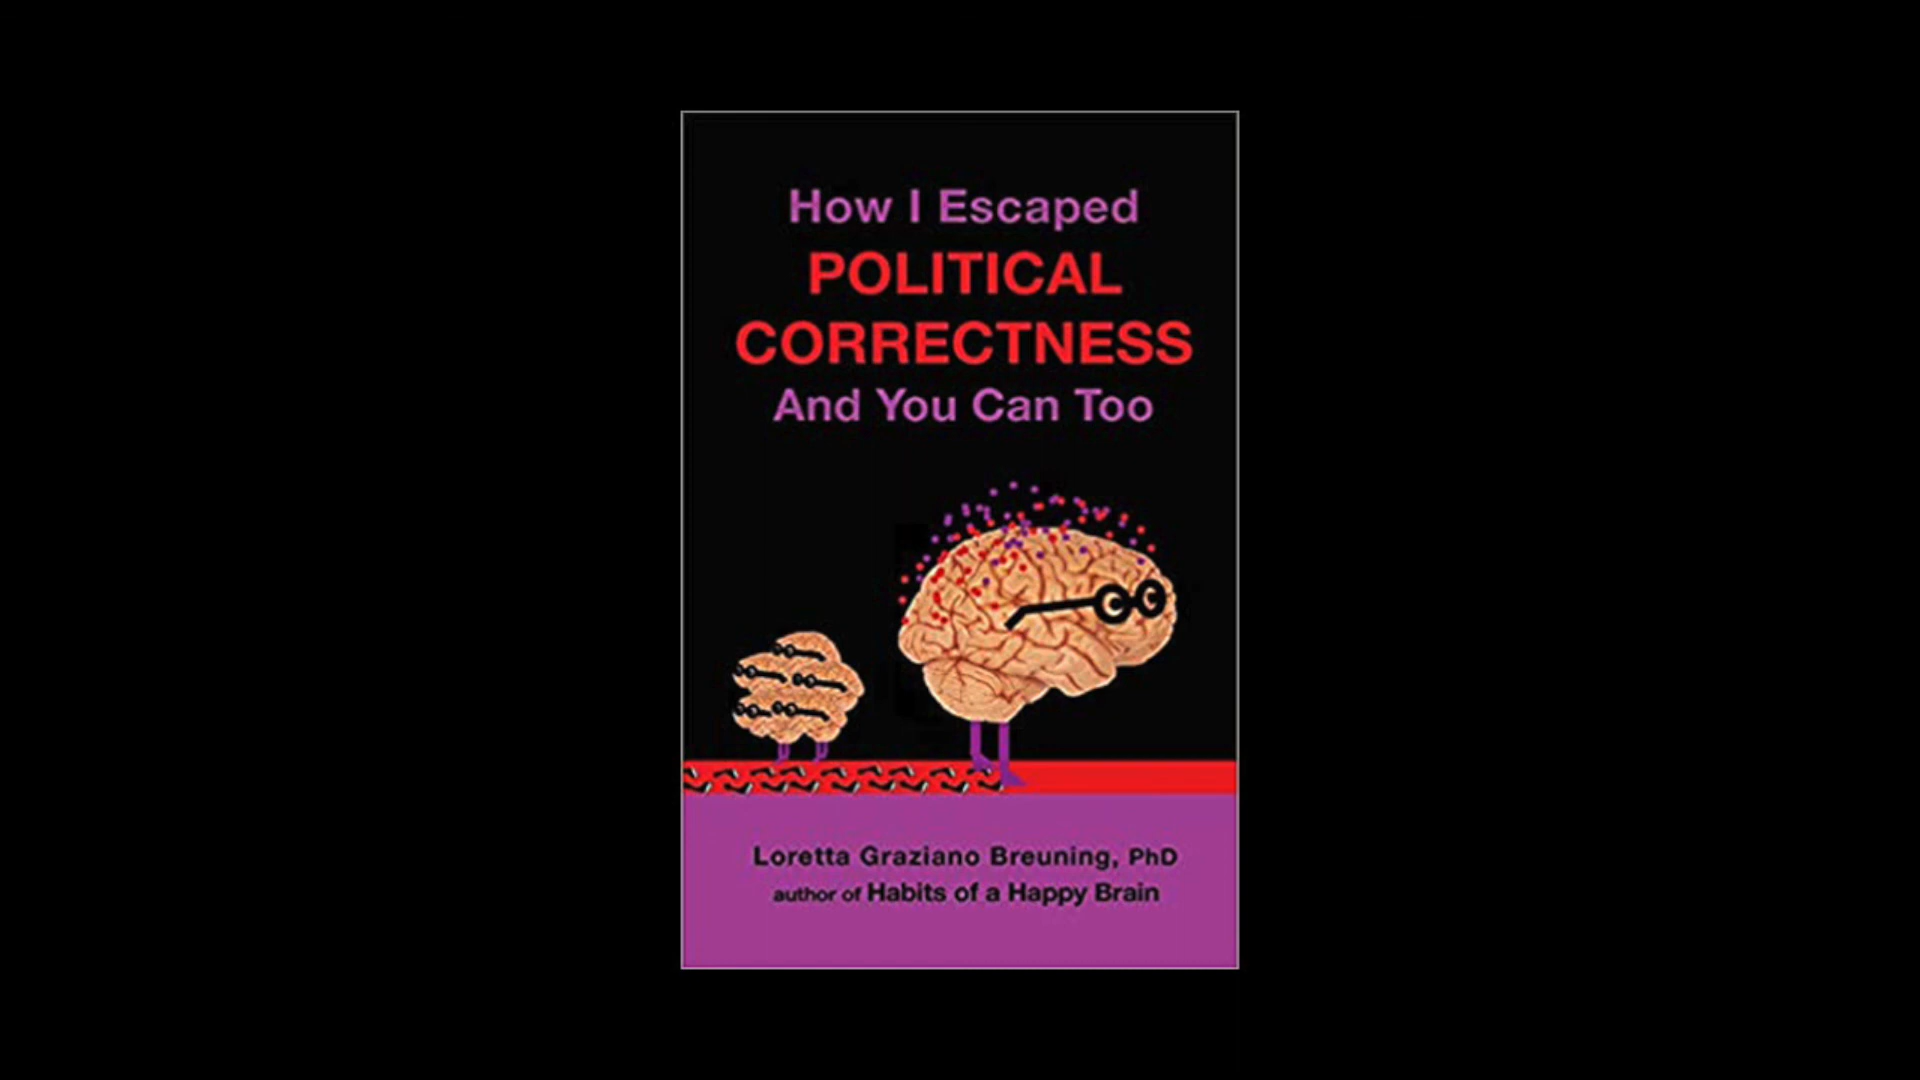 How I Escaped
POLITICAL
CORRECTNESS
And You Can Too
Loretta Graziano Breuning, PhD
author of Habits of a Happy Brain